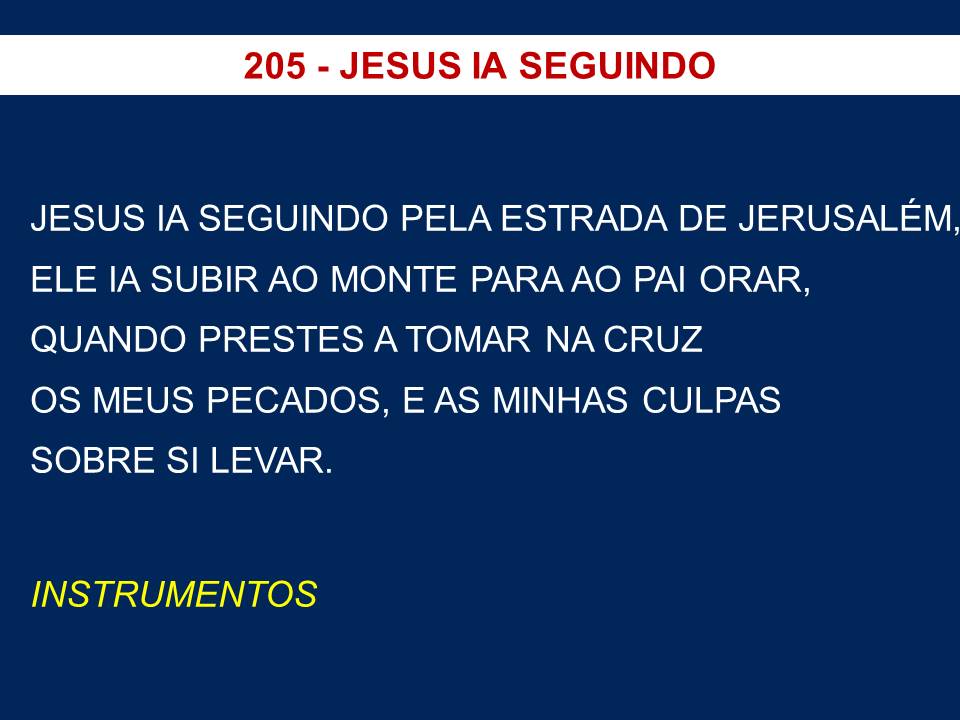 205 - JESUS IA SEGUINDO
JESUS IA SEGUINDO PELA ESTRADA DE JERUSALÉM,
ELE IA SUBIR AO MONTE PARA AO PAI ORAR,
QUANDO PRESTES A TOMAR NA CRUZ
OS MEUS PECADOS, E AS MINHAS CULPAS
SOBRE SI LEVAR.
INSTRUMENTOS